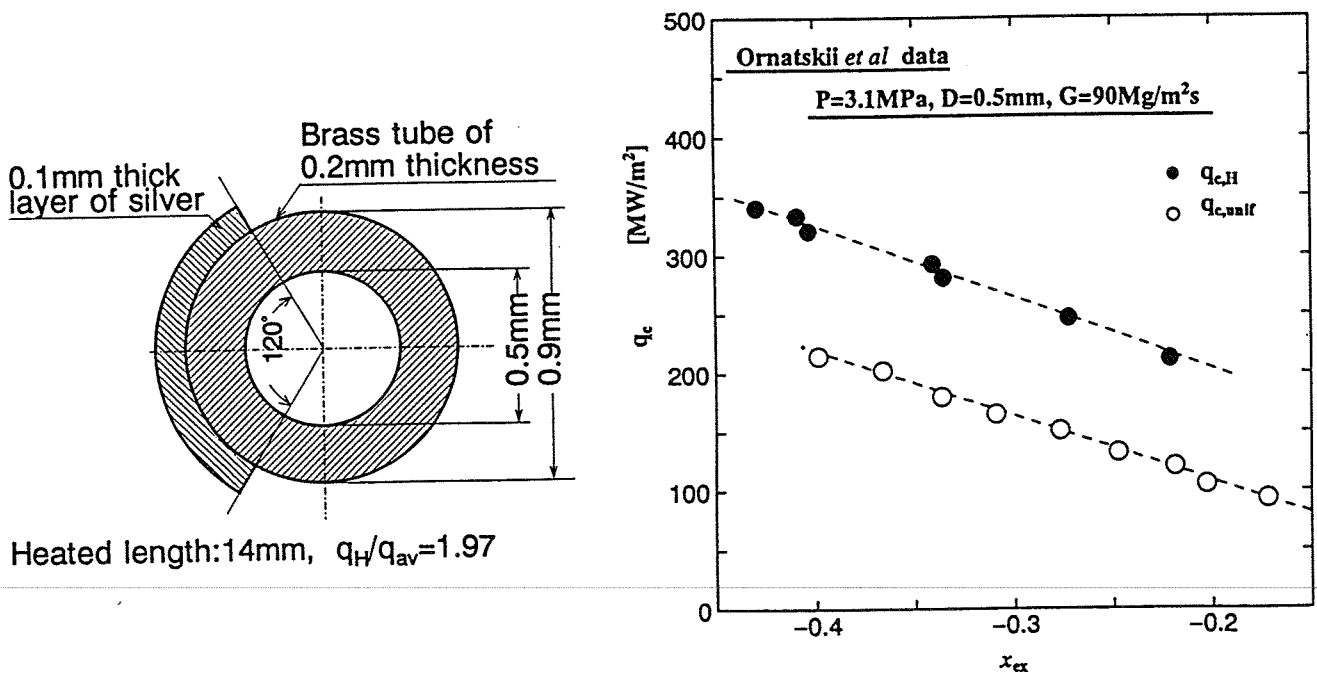 Brass tube of
0.2mm thickness
0.1mm thick
layer of silver
120°
0.5mm
0.9mm
Heated length:14mm, q_H/q_av=1.97
500
400
300
200
100
0
q_c [MW/m²]
Ornatskii et al data
P=3.1MPa, D=0.5mm, G=90Mg/m²s
q_c,H
q_c,unif
−0.4
−0.3
−0.2
x_ex